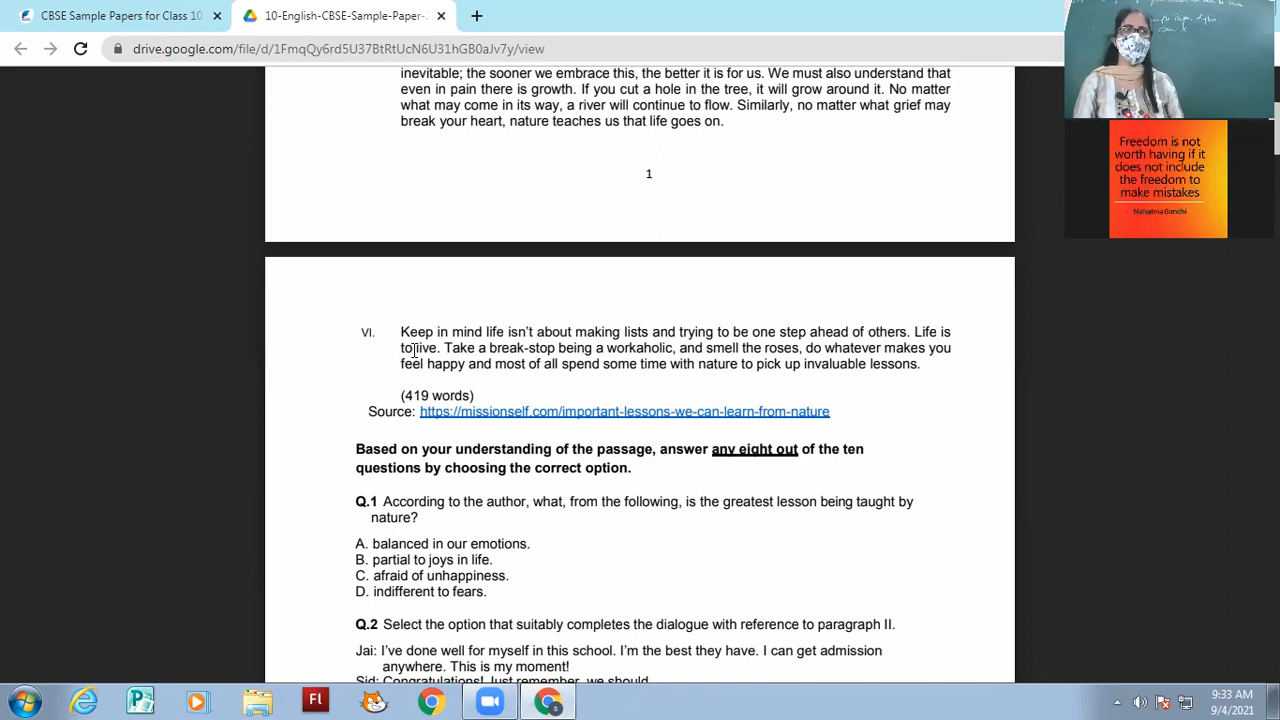 CBSE Sample Papers for Class 10
10-English-CBSE-Sample-Paper-2
drive.google.com/file/d/1FmqQy6rd5U37BtRtUcN6U31hGB0aJv7y/view
inevitable; the sooner we embrace this, the better it is for us. We must also understand that
even in pain there is growth. If you cut a hole in the tree, it will grow around it. No matter
what may come in its way, a river will continue to flow. Similarly, no matter what grief may
break your heart, nature teaches us that life goes on.
1
VI. Keep in mind life isn't about making lists and trying to be one step ahead of others. Life is
to live. Take a break-stop being a workaholic, and smell the roses, do whatever makes you
feel happy and most of all spend some time with nature to pick up invaluable lessons.
(419 words)
Source: https://missionself.com/important-lessons-we-can-learn-from-nature
Based on your understanding of the passage, answer any eight out of the ten
questions by choosing the correct option.
Q.1 According to the author, what, from the following, is the greatest lesson being taught by
nature?
A. balanced in our emotions.
B. partial to joys in life.
C. afraid of unhappiness.
D. indifferent to fears.
Q.2 Select the option that suitably completes the dialogue with reference to paragraph II.
Jai: I've done well for myself in this school. I'm the best they have. I can get admission
anywhere. This is my moment!
Sid: Congratulations! Just remember, we should
Freedom is not
worth having if it
does not include
the freedom to
make mistakes
- Mahatma Gandhi
9:33 AM
9/4/2021